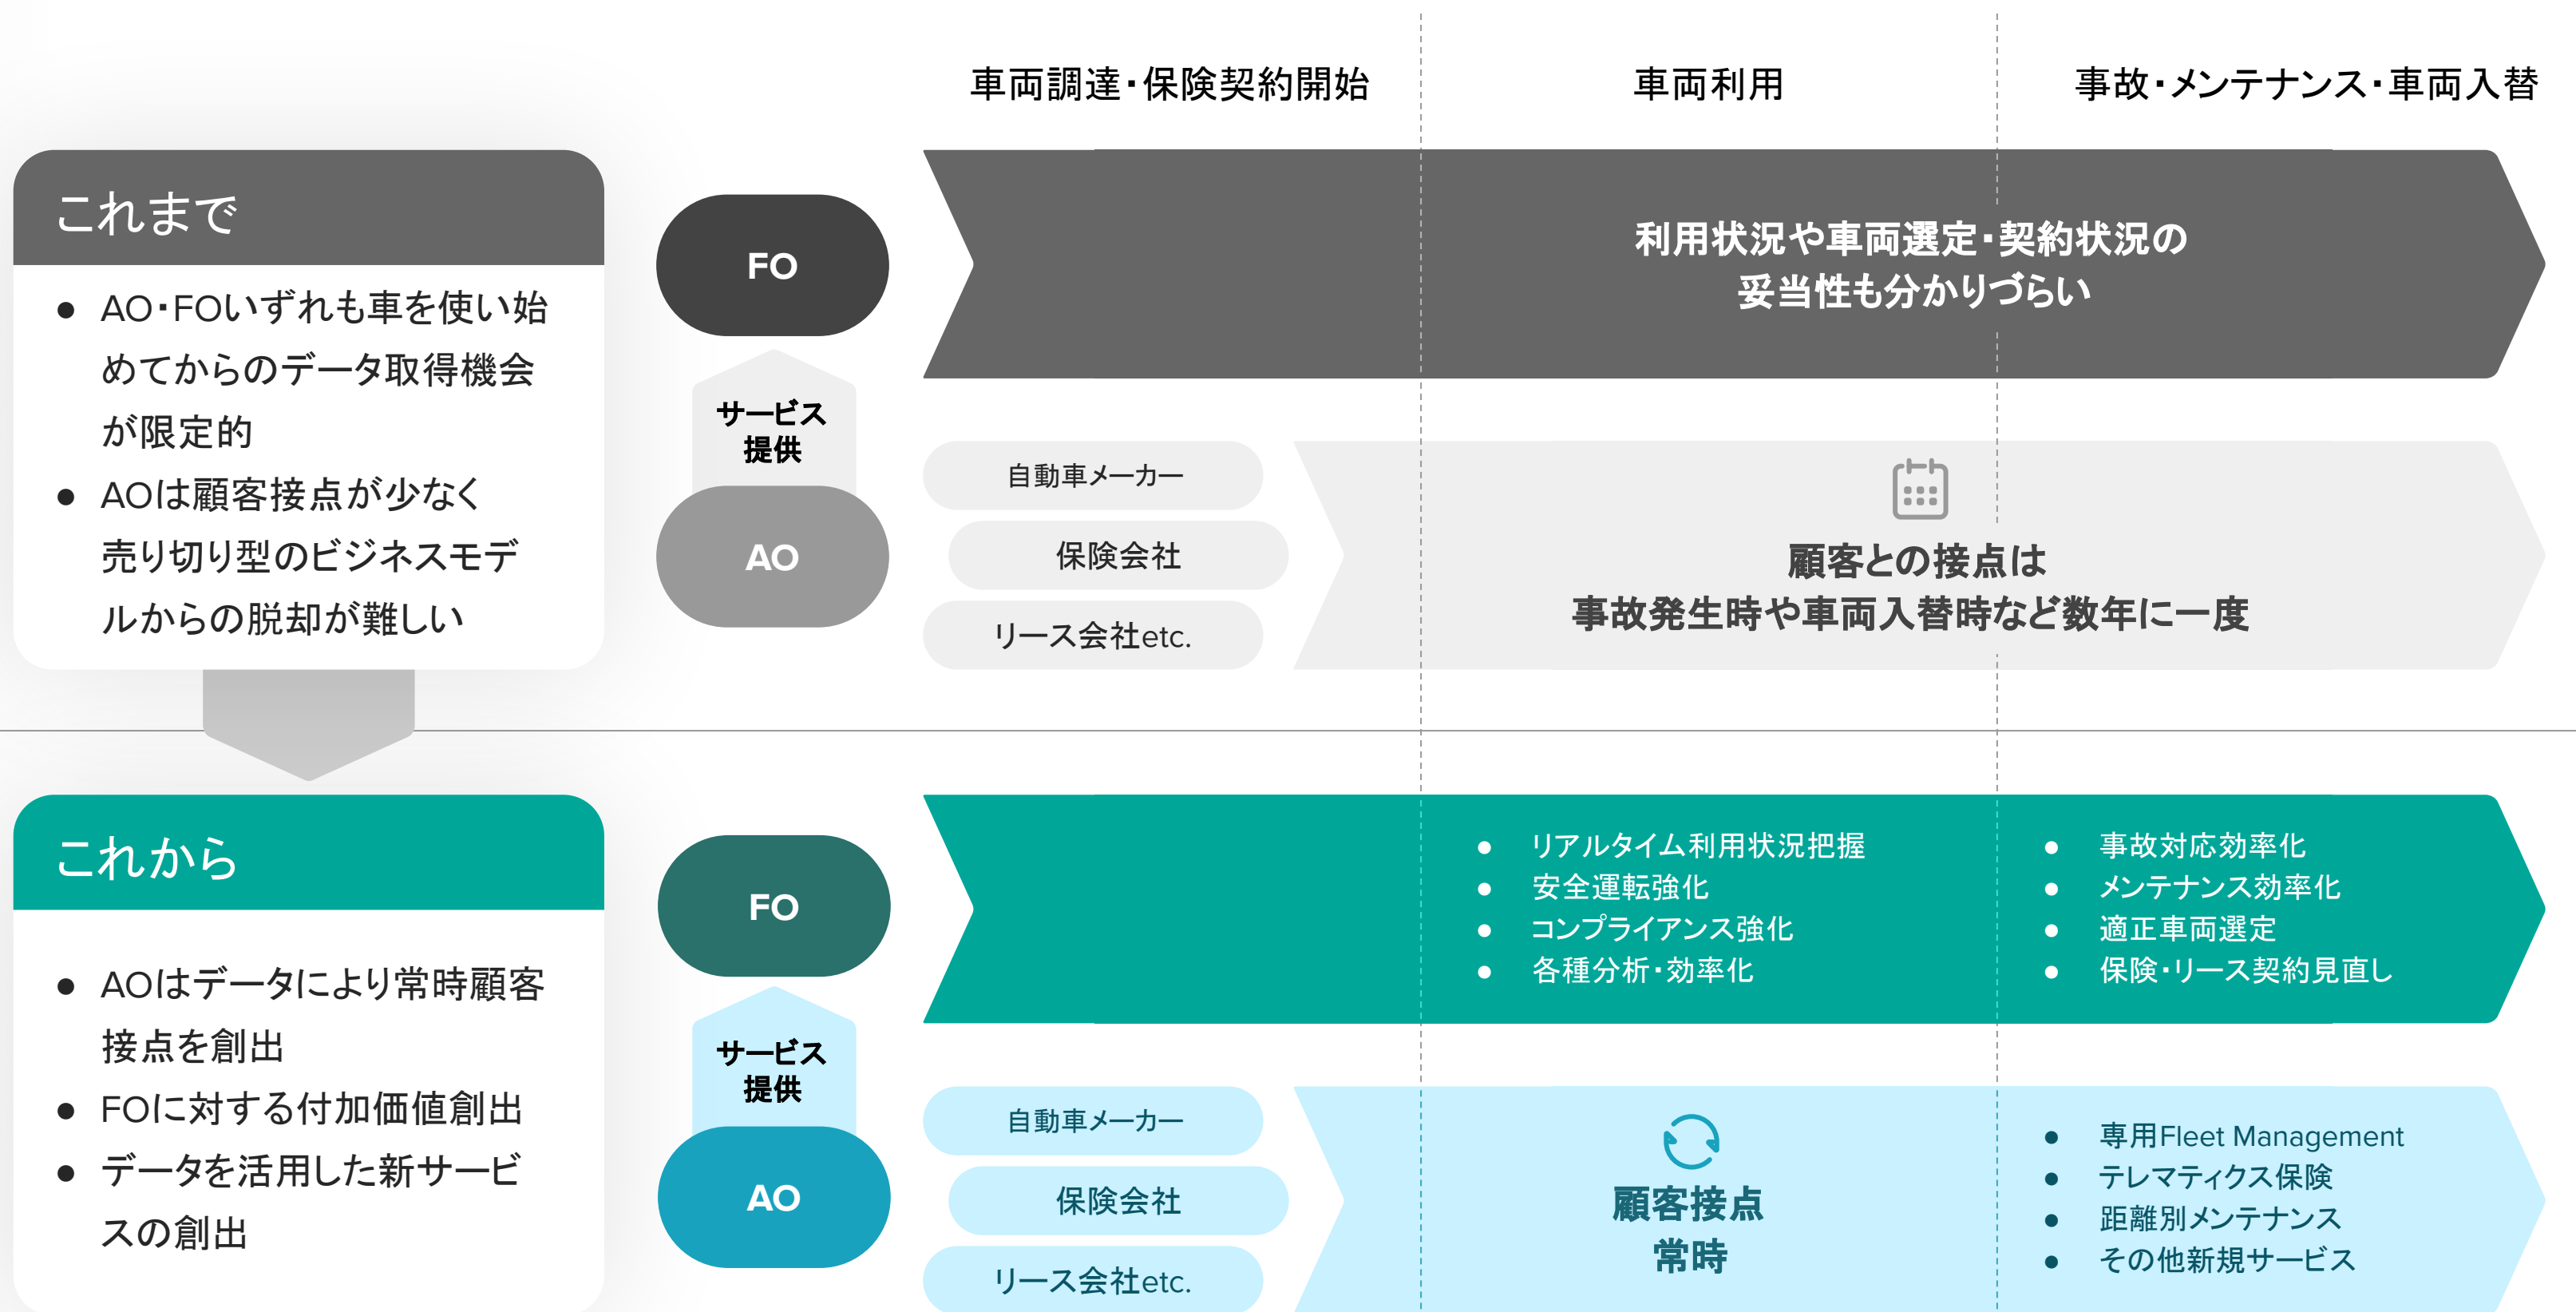 車両調達・保険契約開始
車両利用
事故・メンテナンス・車両入替
これまで
● AO・FOいずれも車を使い始
めてからのデータ取得機会
が限定的
● AOは顧客接点が少なく
売り切り型のビジネスモデ
ルからの脱却が難しい
FO
サービス
提供
AO
利用状況や車両選定・契約状況の
妥当性も分かりづらい
自動車メーカー
保険会社
リース会社etc.
顧客との接点は
事故発生時や車両入替時など数年に一度
これから
● AOはデータにより常時顧客
接点を創出
● FOに対する付加価値創出
● データを活用した新サービ
スの創出
FO
サービス
提供
AO
● リアルタイム利用状況把握
● 安全運転強化
● コンプライアンス強化
● 各種分析・効率化
● 事故対応効率化
● メンテナンス効率化
● 適正車両選定
● 保険・リース契約見直し
自動車メーカー
保険会社
リース会社etc.
顧客接点
常時
● 専用Fleet Management
● テレマティクス保険
● 距離別メンテナンス
● その他新規サービス